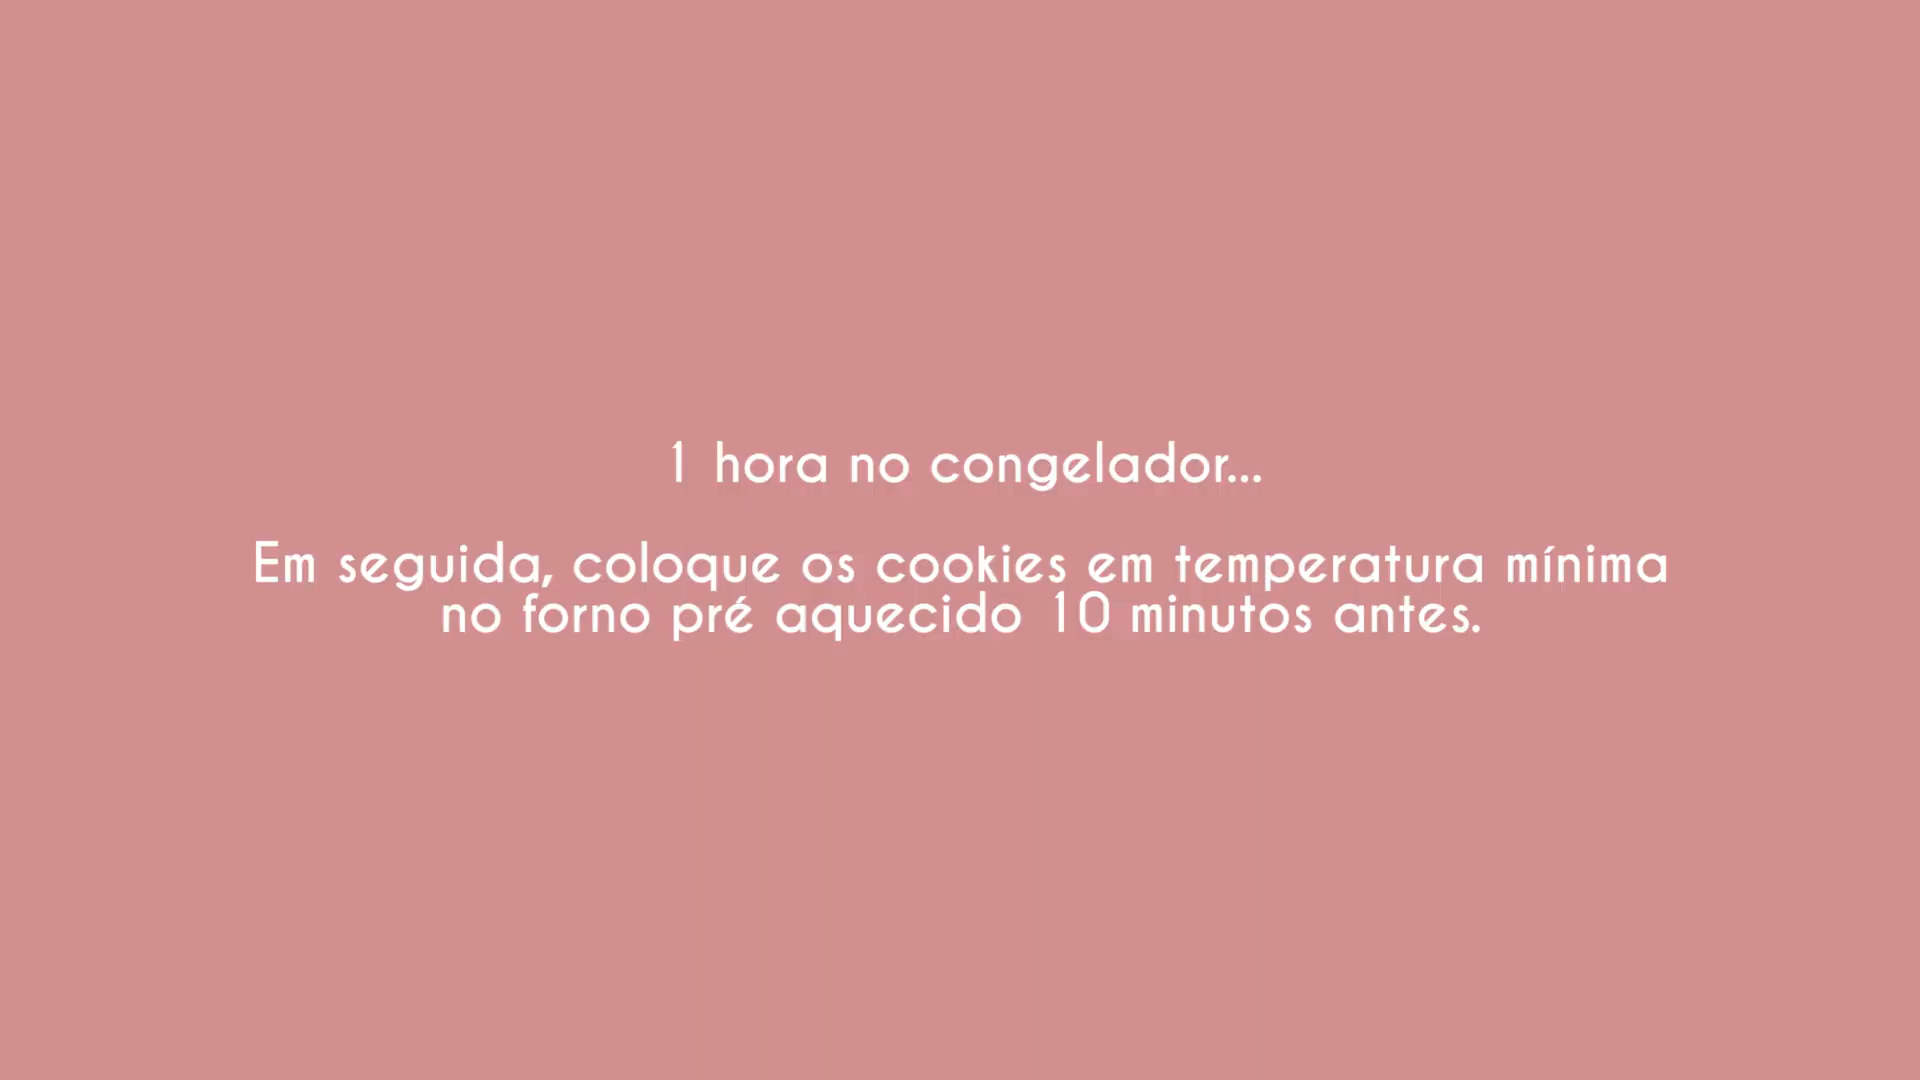 1 hora no congelador...
Em seguida, coloque os cookies em temperatura mínima
no forno pré aquecido 10 minutos antes.